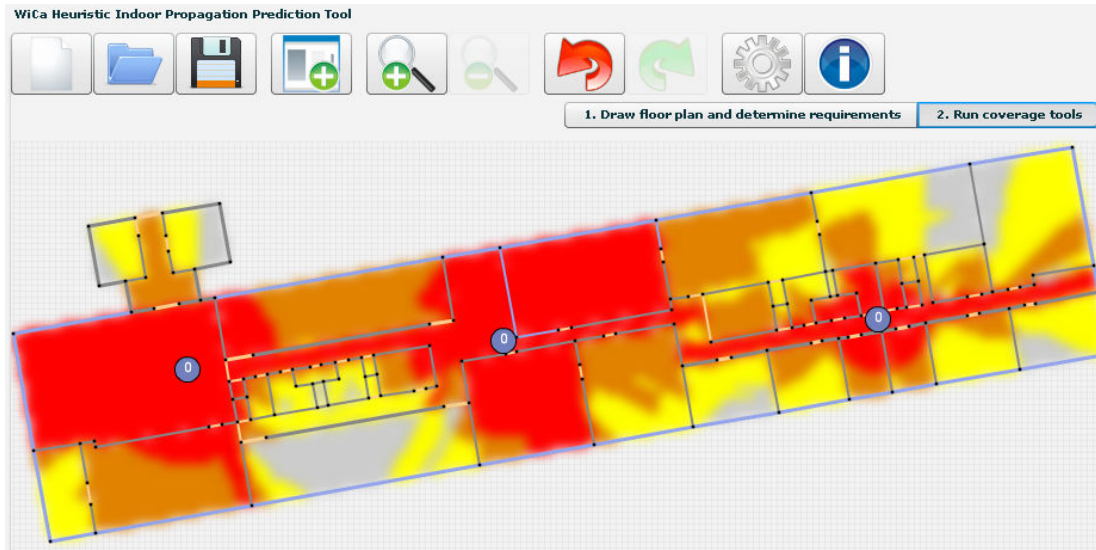 WiCa Heuristic Indoor Propagation Prediction Tool
1. Draw floor plan and determine requirements
2. Run coverage tools
0
0
0